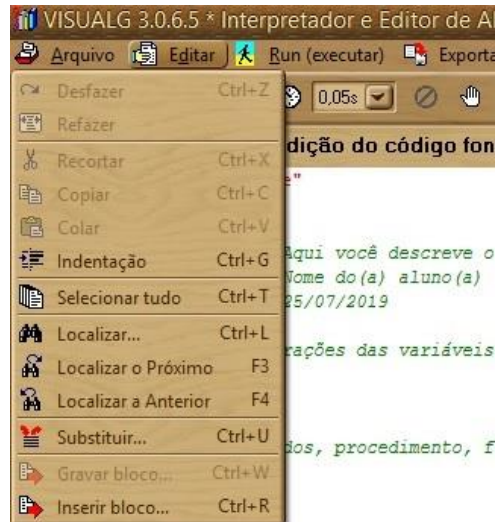 VISUALG 3.0.6.5 * Interpretador e Editor de Al
Arquivo Editar Run (executar) Exporta
Desfazer Ctrl+Z
0,05s
Refazer
dição do código fon
Recortar Ctrl+X
e"
Copiar Ctrl+C
Colar Ctrl+V
Aqui você descreve o
Indentação Ctrl+G
Nome do(a) aluno(a)
Selecionar tudo Ctrl+T
25/07/2019
Localizar... Ctrl+L
rações das variáveis
Localizar o Próximo F3
Localizar a Anterior F4
Substituir... Ctrl+U
dos, procedimento, f
Gravar bloco... Ctrl+W
Inserir bloco... Ctrl+R